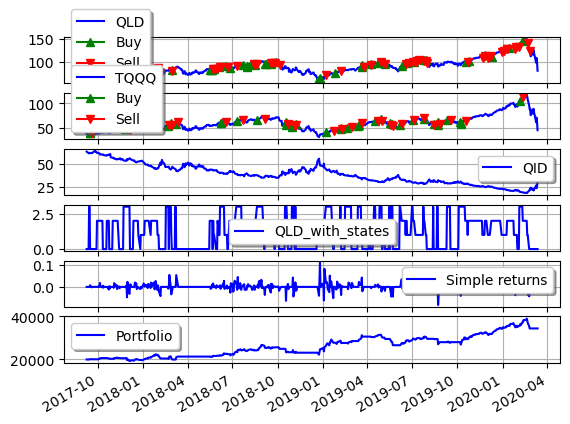 QLD
Buy
Sell
150
100
TQQQ
Buy
Sell
100
50
QID
50
25
QLD_with_states
2.5
0.0
Simple returns
0.1
0.0
Portfolio
40000
20000
2017-10
2018-01
2018-04
2018-07
2018-10
2019-01
2019-04
2019-07
2019-10
2020-01
2020-04